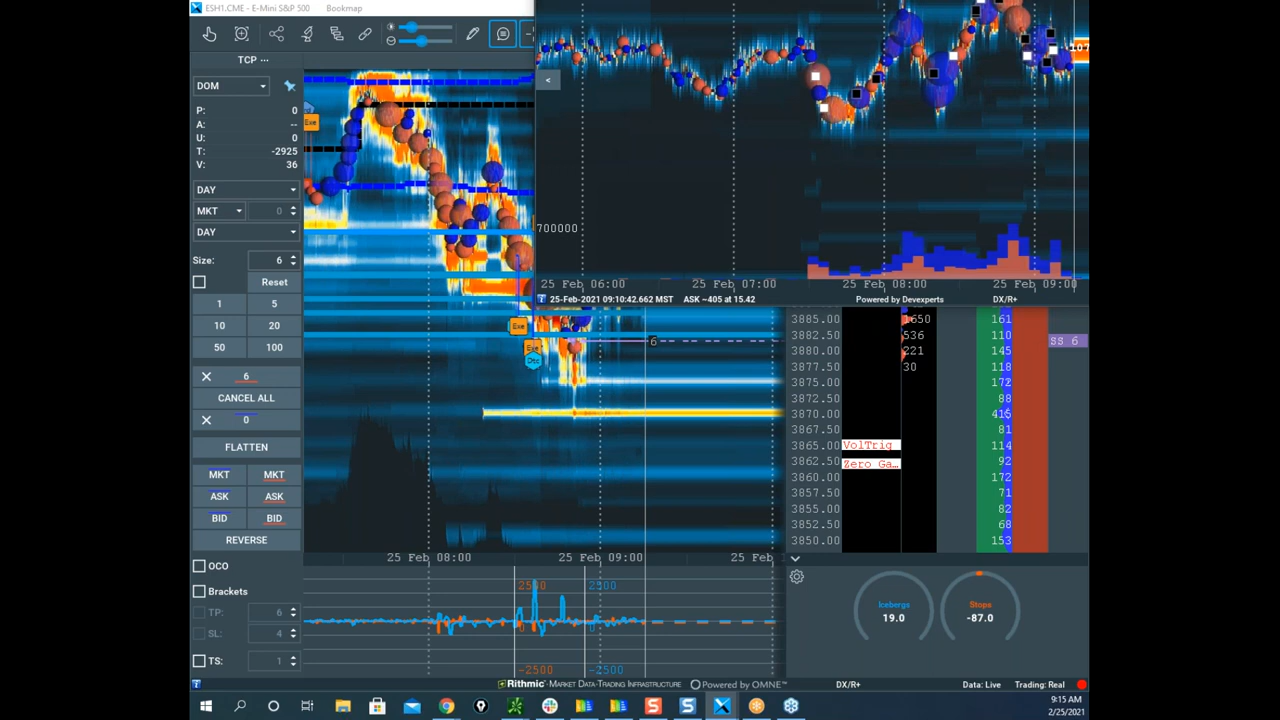 ESH1.CME - E-Mini S&P 500 Bookmap
TCP ...
DOM
P: 0
A: --
U: 0
T: -2925
V: 36
DAY
MKT 0
DAY
Size: 6
Reset
1 5
10 20
50 100
6
CANCEL ALL
0
FLATTEN
MKT MKT
ASK ASK
BID BID
REVERSE
OCO
Brackets
TP: 6
SL: 4
TS: 1
Exe
Exe
Exe
6
25 Feb 08:00 25 Feb 09:00 25 Feb
2500 2500
0 0
-2500 -2500
<
700000
25 Feb 06:00 25 Feb 07:00 25 Feb 08:00 25 Feb 09:00
25-Feb-2021 09:10:42.662 MST ASK ~405 at 15.42 Powered by Devexperts DX/R+
3885.00 1650 161
3882.50 536 110 SS 6
3880.00 221 145
3877.50 30 118
3875.00 172
3872.50 88
3870.00 415
3867.50 81
3865.00 VolTrig 114
3862.50 Zero Ga… 92
3860.00 172
3857.50 71
3855.00 82
3852.50 68
3850.00 153
Icebergs
19.0
Stops
-87.0
Rithmic® MARKET DATA•TRADING INFRASTRUCTURE Powered by OMNE™ DX/R+ Data: Live Trading: Real
9:15 AM
2/25/2021